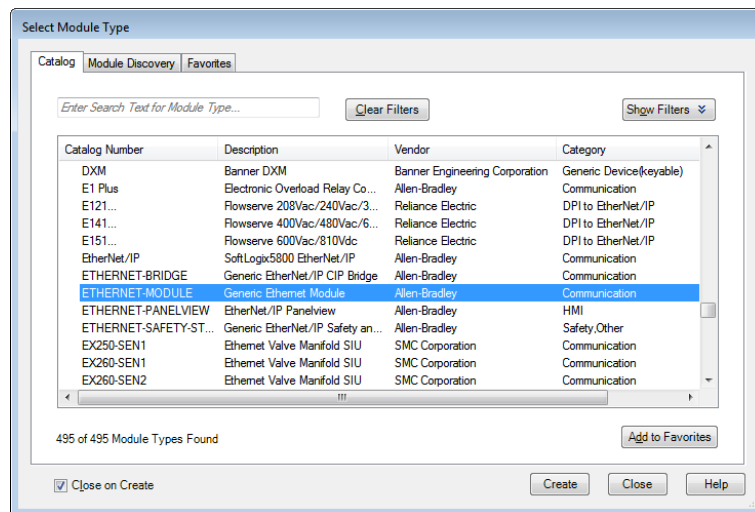 Select Module Type
Catalog Module Discovery Favorites
Enter Search Text for Module Type... Clear Filters Show Filters
Catalog Number Description Vendor Category
DXM Banner DXM Banner Engineering Corporation Generic Device(keyable)
E1 Plus Electronic Overload Relay Co... Allen-Bradley Communication
E121... Flowserve 208Vac/240Vac/3... Reliance Electric DPI to EtherNet/IP
E141... Flowserve 400Vac/480Vac/6... Reliance Electric DPI to EtherNet/IP
E151... Flowserve 600Vac/810Vdc Reliance Electric DPI to EtherNet/IP
EtherNet/IP SoftLogix5800 EtherNet/IP Allen-Bradley Communication
ETHERNET-BRIDGE Generic EtherNet/IP CIP Bridge Allen-Bradley Communication
ETHERNET-MODULE Generic Ethernet Module Allen-Bradley Communication
ETHERNET-PANELVIEW EtherNet/IP Panelview Allen-Bradley HMI
ETHERNET-SAFETY-ST... Generic EtherNet/IP Safety an... Allen-Bradley Safety,Other
EX250-SEN1 Ethernet Valve Manifold SIU SMC Corporation Communication
EX260-SEN1 Ethernet Valve Manifold SIU SMC Corporation Communication
EX260-SEN2 Ethernet Valve Manifold SIU SMC Corporation Communication
495 of 495 Module Types Found Add to Favorites
Close on Create Create Close Help